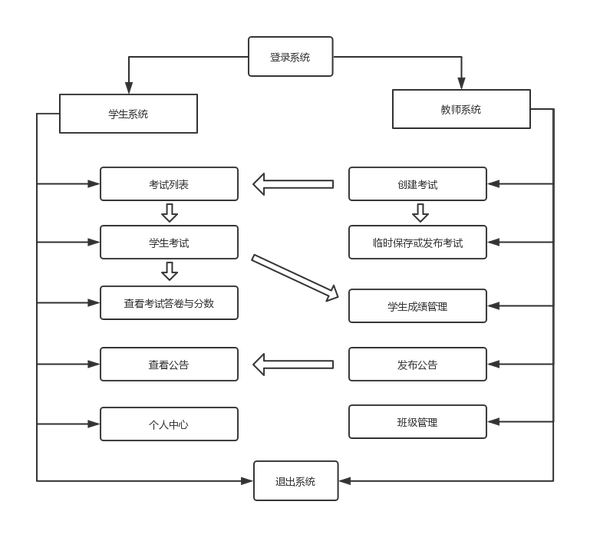 登录系统
学生系统
教师系统
考试列表
创建考试
学生考试
临时保存或发布考试
查看考试答卷与分数
学生成绩管理
查看公告
发布公告
个人中心
班级管理
退出系统